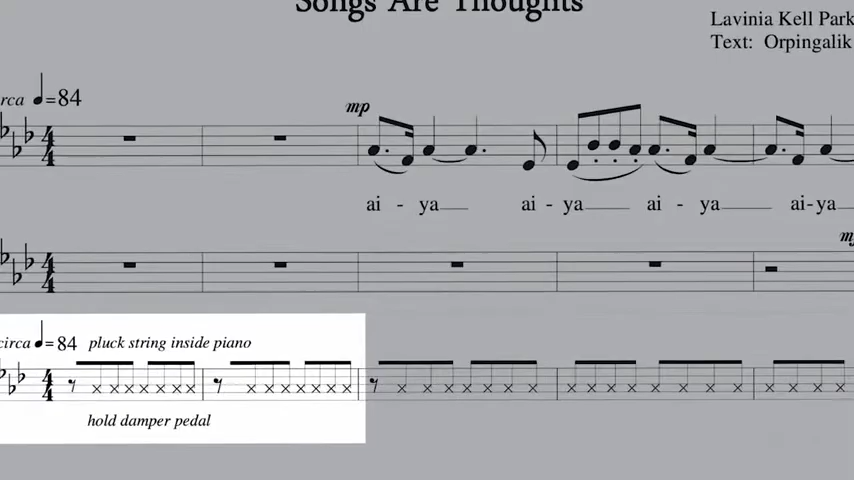 Songs Are Thoughts
Lavinia Kell Park
Text: Orpingalik
rca ♩=84
mp
ai - ya ai - ya ai - ya ai-ya
circa ♩= 84 pluck string inside piano
hold damper pedal